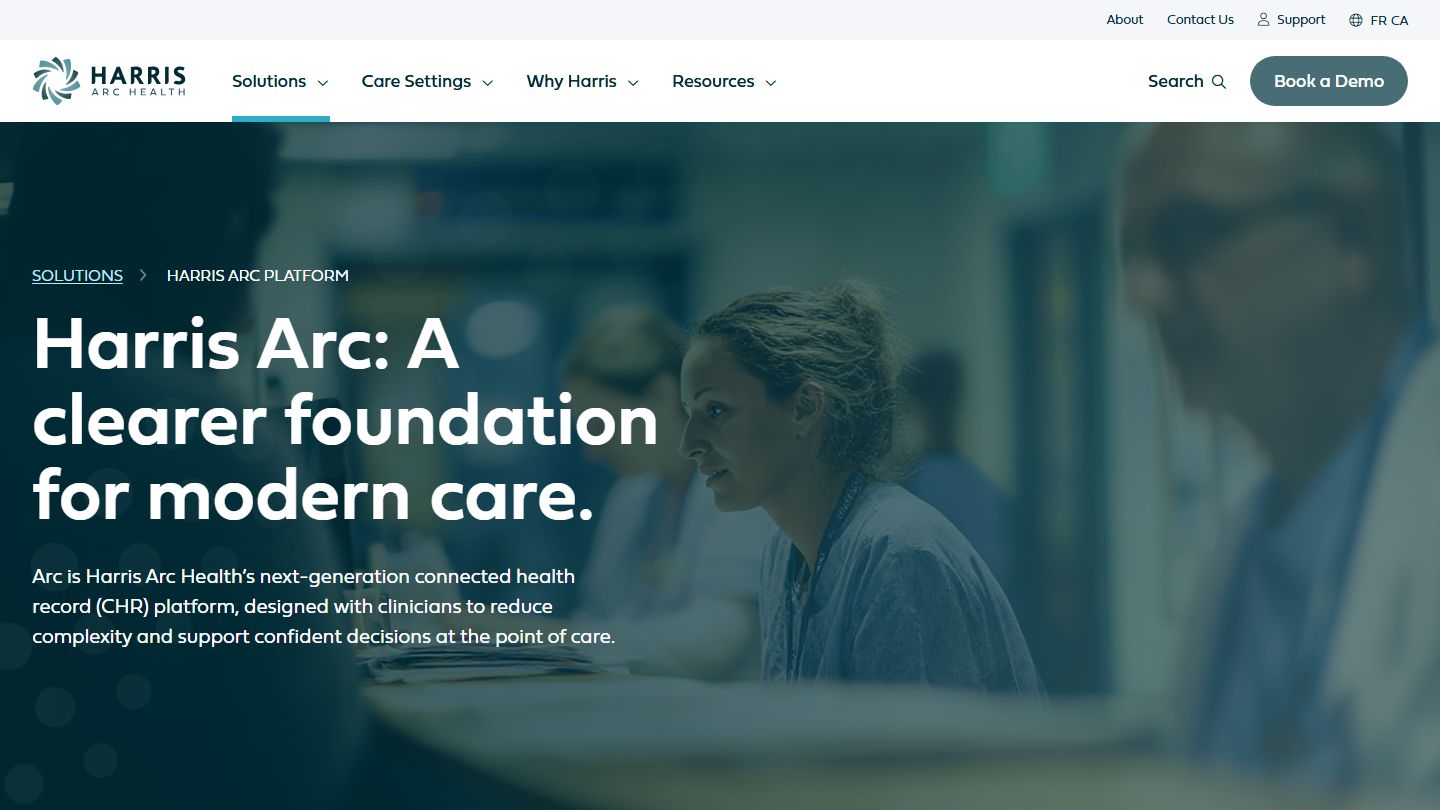 About
Contact Us
Support
FR CA
HARRIS
ARC HEALTH
Solutions
Care Settings
Why Harris
Resources
Search
Book a Demo
SOLUTIONS
HARRIS ARC PLATFORM
Harris Arc: A
clearer foundation
for modern care.
Arc is Harris Arc Health’s next-generation connected health
record (CHR) platform, designed with clinicians to reduce
complexity and support confident decisions at the point of care.